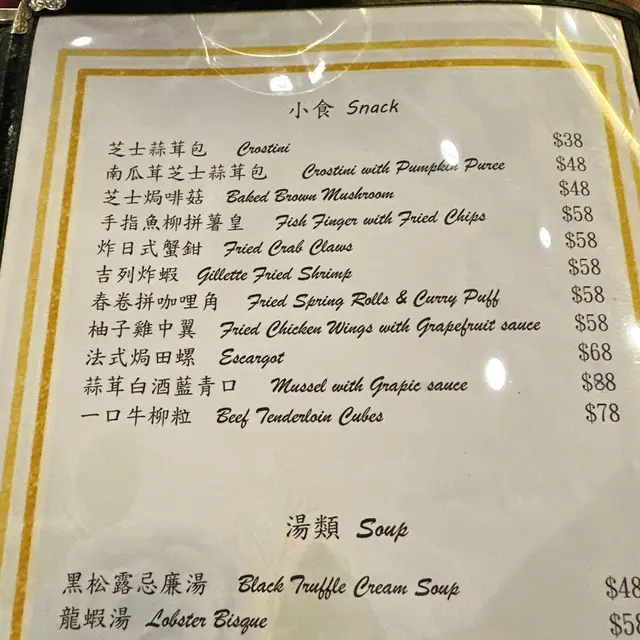 小食 Snack
芝士蒜茸包 Crostini $38
南瓜茸芝士蒜茸包 Crostini with Pumpkin Puree $48
芝士焗啡菇 Baked Brown Mushroom $48
手指魚柳拼薯皇 Fish Finger with Fried Chips $58
炸日式蟹鉗 Fried Crab Claws $58
吉列炸蝦 Gillette Fried Shrimp $58
春卷拼咖哩角 Fried Spring Rolls & Curry Puff $58
柚子雞中翼 Fried Chicken Wings with Grapefruit sauce $58
法式焗田螺 Escargot $68
蒜茸白酒藍青口 Mussel with Grapic sauce $88
一口牛柳粒 Beef Tenderloin Cubes $78
湯類 Soup
黑松露忌廉湯 Black Truffle Cream Soup $48
龍蝦湯 Lobster Bisque $58